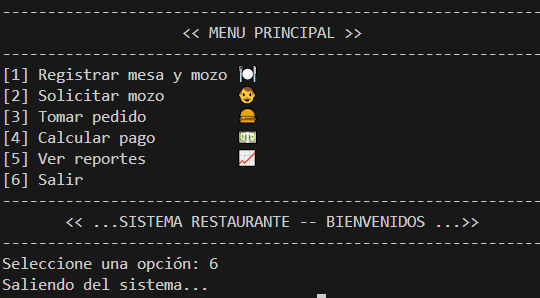 ------------------------------------------------------------
<< MENU PRINCIPAL >>
------------------------------------------------------------
[1] Registrar mesa y mozo 🍽️
[2] Solicitar mozo 👨
[3] Tomar pedido 🍔
[4] Calcular pago 💵
[5] Ver reportes 📈
[6] Salir
------------------------------------------------------------
<< ...SISTEMA RESTAURANTE -- BIENVENIDOS ...>>
------------------------------------------------------------
Seleccione una opción: 6
Saliendo del sistema...